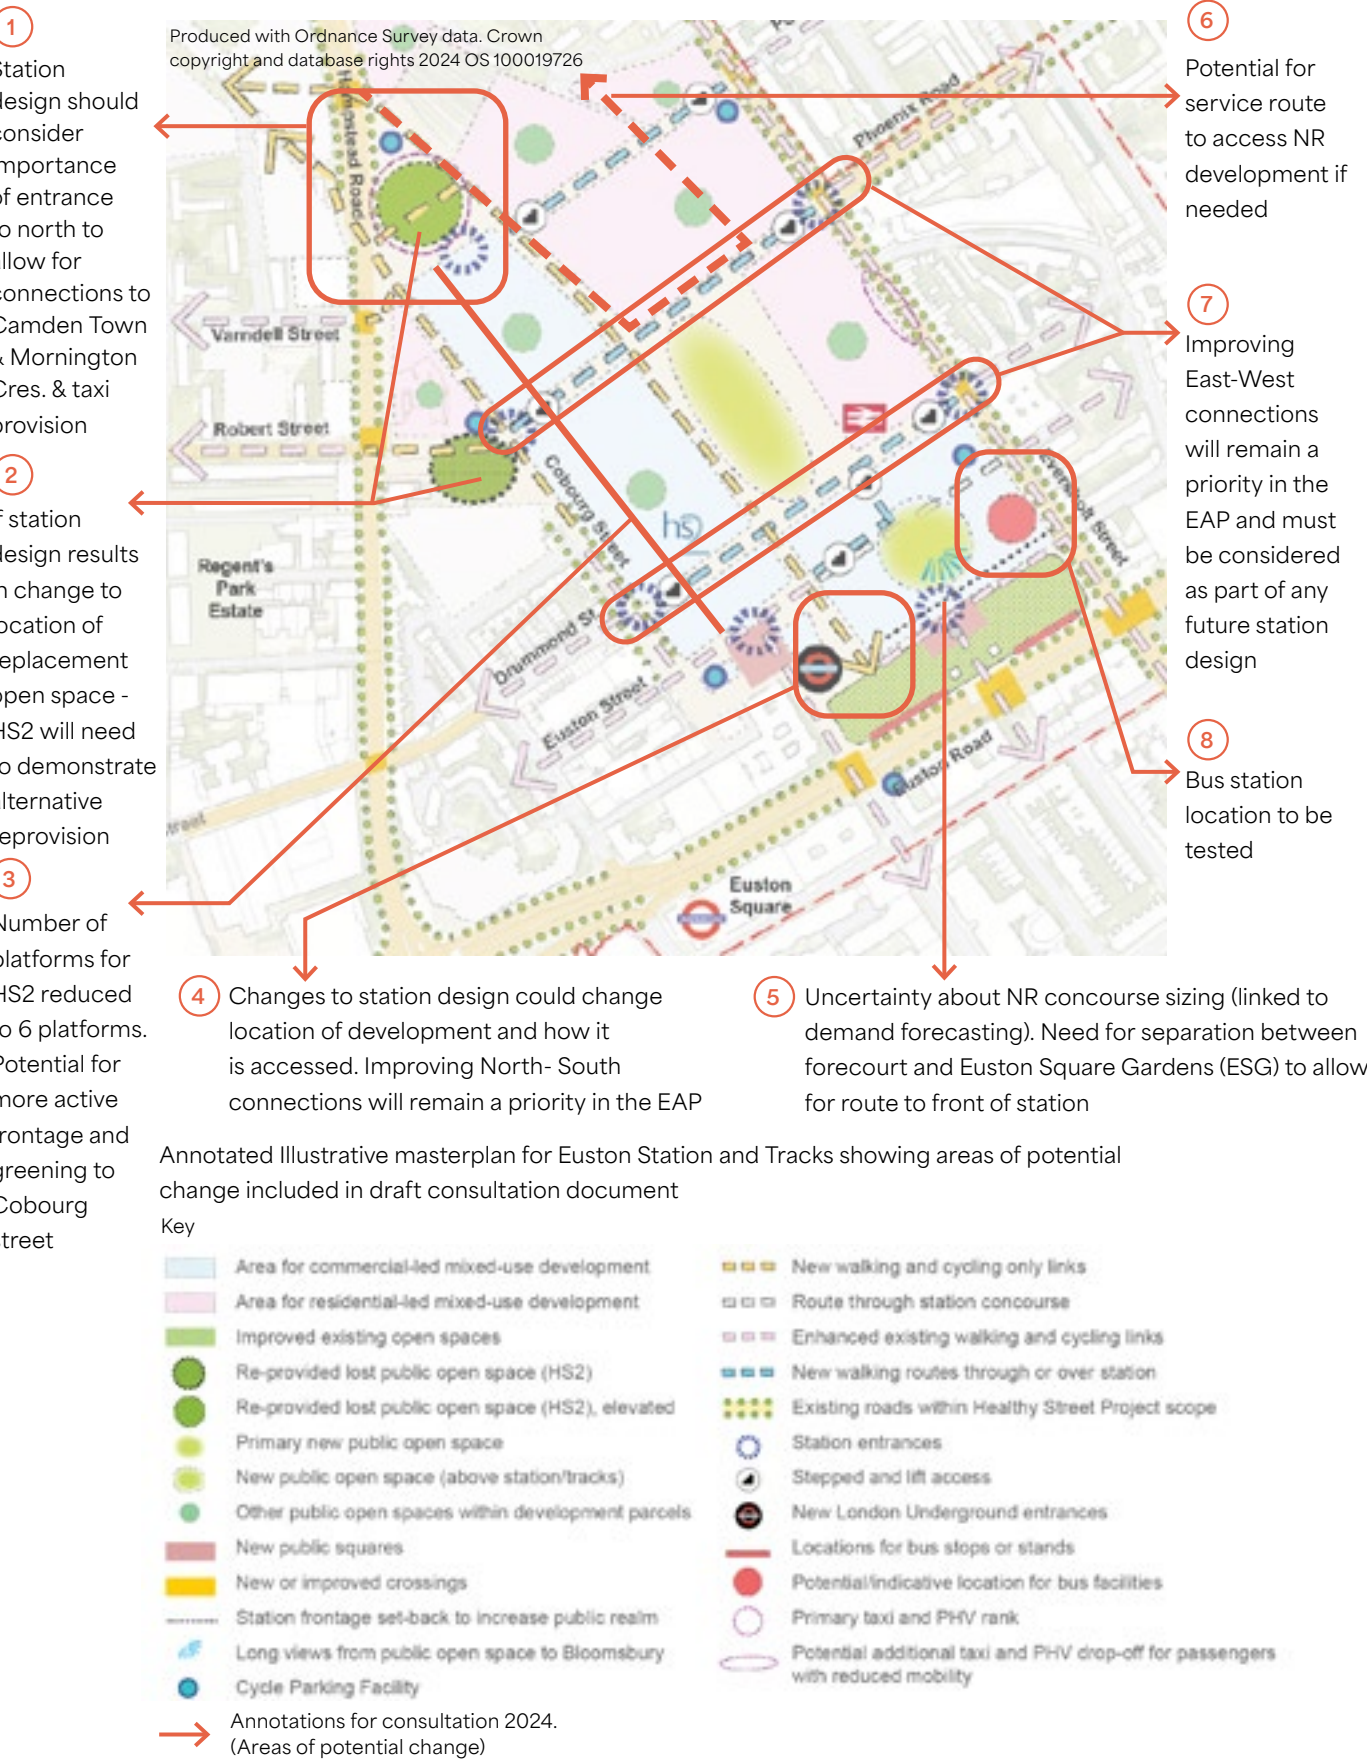 1
Station
design should
consider
importance
of entrance
to north to
allow for
connections to
Camden Town
& Mornington
Cres. & taxi
provision
2
if station
design results
in change to
location of
replacement
open space -
HS2 will need
to demonstrate
alternative
reprovision
3
Number of
platforms for
HS2 reduced
to 6 platforms.
Potential for
more active
frontage and
greening to
Cobourg
street
Produced with Ordnance Survey data. Crown
copyright and database rights 2024 OS 100019726
Hampstead Road
Phoenix Road
Varndell Street
Robert Street
Cobourg Street
hs2
Eversholt Street
Regent's
Park
Estate
Drummond St
Euston Street
Euston Road
Euston
Square
6
Potential for
service route
to access NR
development if
needed
7
Improving
East-West
connections
will remain a
priority in the
EAP and must
be considered
as part of any
future station
design
8
Bus station
location to be
tested
4 Changes to station design could change
location of development and how it
is accessed. Improving North- South
connections will remain a priority in the EAP
5 Uncertainty about NR concourse sizing (linked to
demand forecasting). Need for separation between
forecourt and Euston Square Gardens (ESG) to allow
for route to front of station
Annotated Illustrative masterplan for Euston Station and Tracks showing areas of potential
change included in draft consultation document
Key
Area for commercial-led mixed-use development
Area for residential-led mixed-use development
Improved existing open spaces
Re-provided lost public open space (HS2)
Re-provided lost public open space (HS2), elevated
Primary new public open space
New public open space (above station/tracks)
Other public open spaces within development parcels
New public squares
New or improved crossings
Station frontage set-back to increase public realm
Long views from public open space to Bloomsbury
Cycle Parking Facility
Annotations for consultation 2024.
(Areas of potential change)
New walking and cycling only links
Route through station concourse
Enhanced existing walking and cycling links
New walking routes through or over station
Existing roads within Healthy Street Project scope
Station entrances
Stepped and lift access
New London Underground entrances
Locations for bus stops or stands
Potential/indicative location for bus facilities
Primary taxi and PHV rank
Potential additional taxi and PHV drop-off for passengers
with reduced mobility